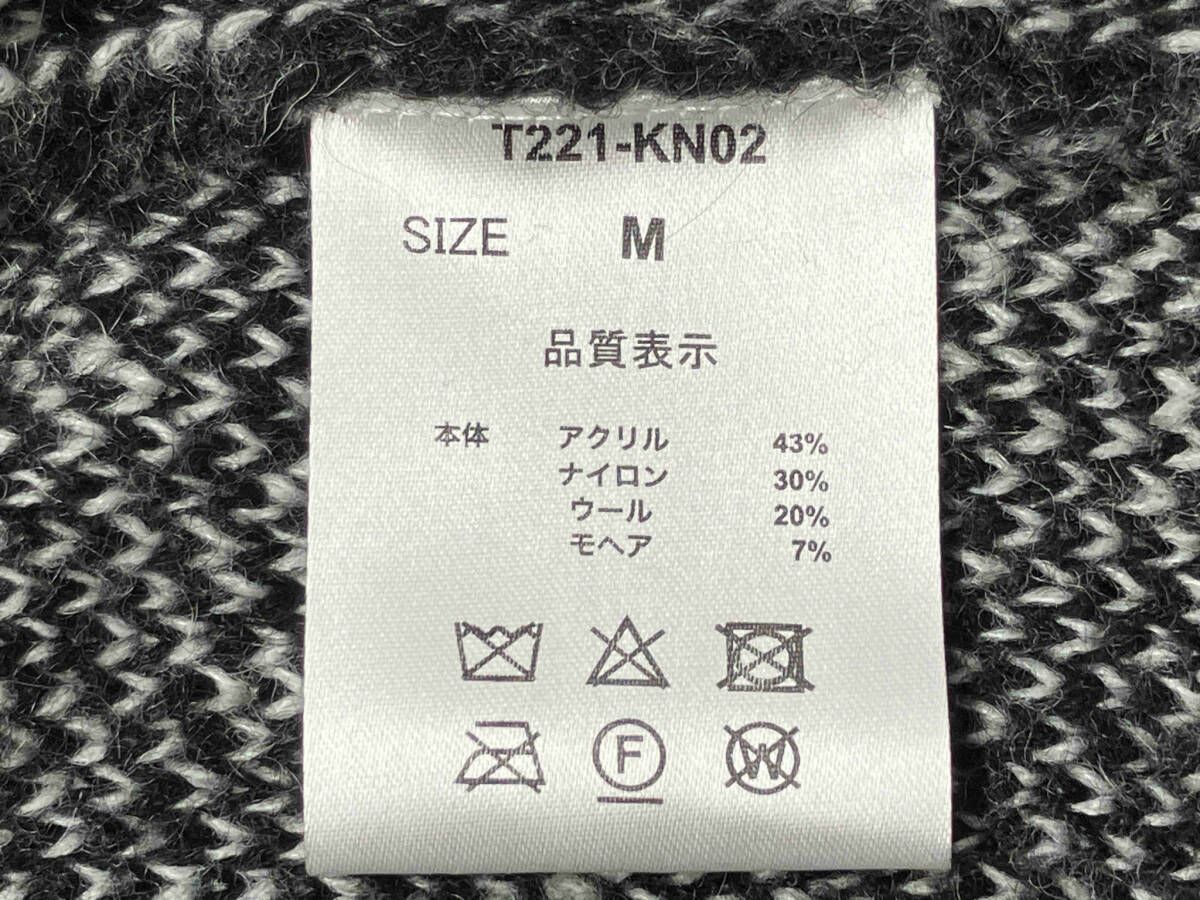 T221-KN02
SIZE M
品質表示
本体 アクリル 43%
ナイロン 30%
ウール 20%
モヘア 7%
F W